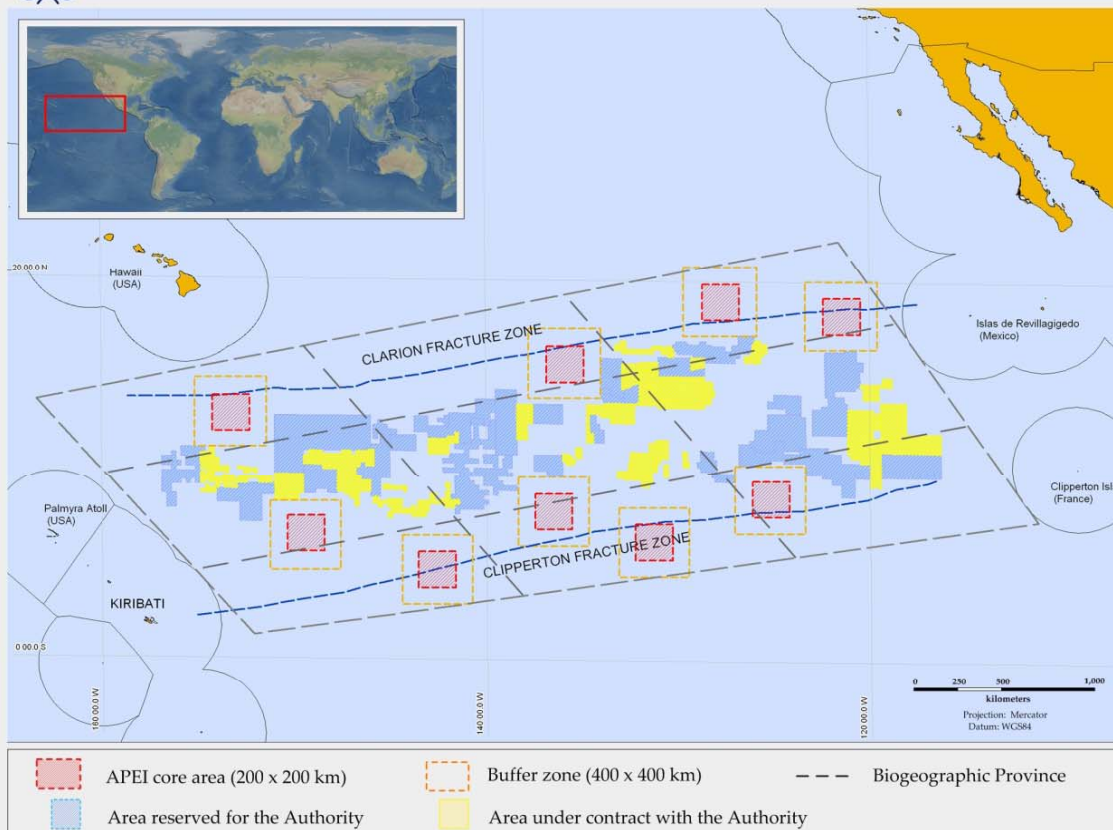 Hawaii
(USA)
20 00.0 N
CLARION FRACTURE ZONE
Islas de Revillagigedo
(Mexico)
Palmyra Atoll
(USA)
Clipperton Isl
(France)
CLIPPERTON FRACTURE ZONE
KIRIBATI
0 00.0 S
160 00.0 W
140 00.0 W
120 00.0 W
0 250 500 1,000
kilometers
Projection: Mercator
Datum: WGS84
APEI core area (200 x 200 km)
Buffer zone (400 x 400 km)
Biogeographic Province
Area reserved for the Authority
Area under contract with the Authority